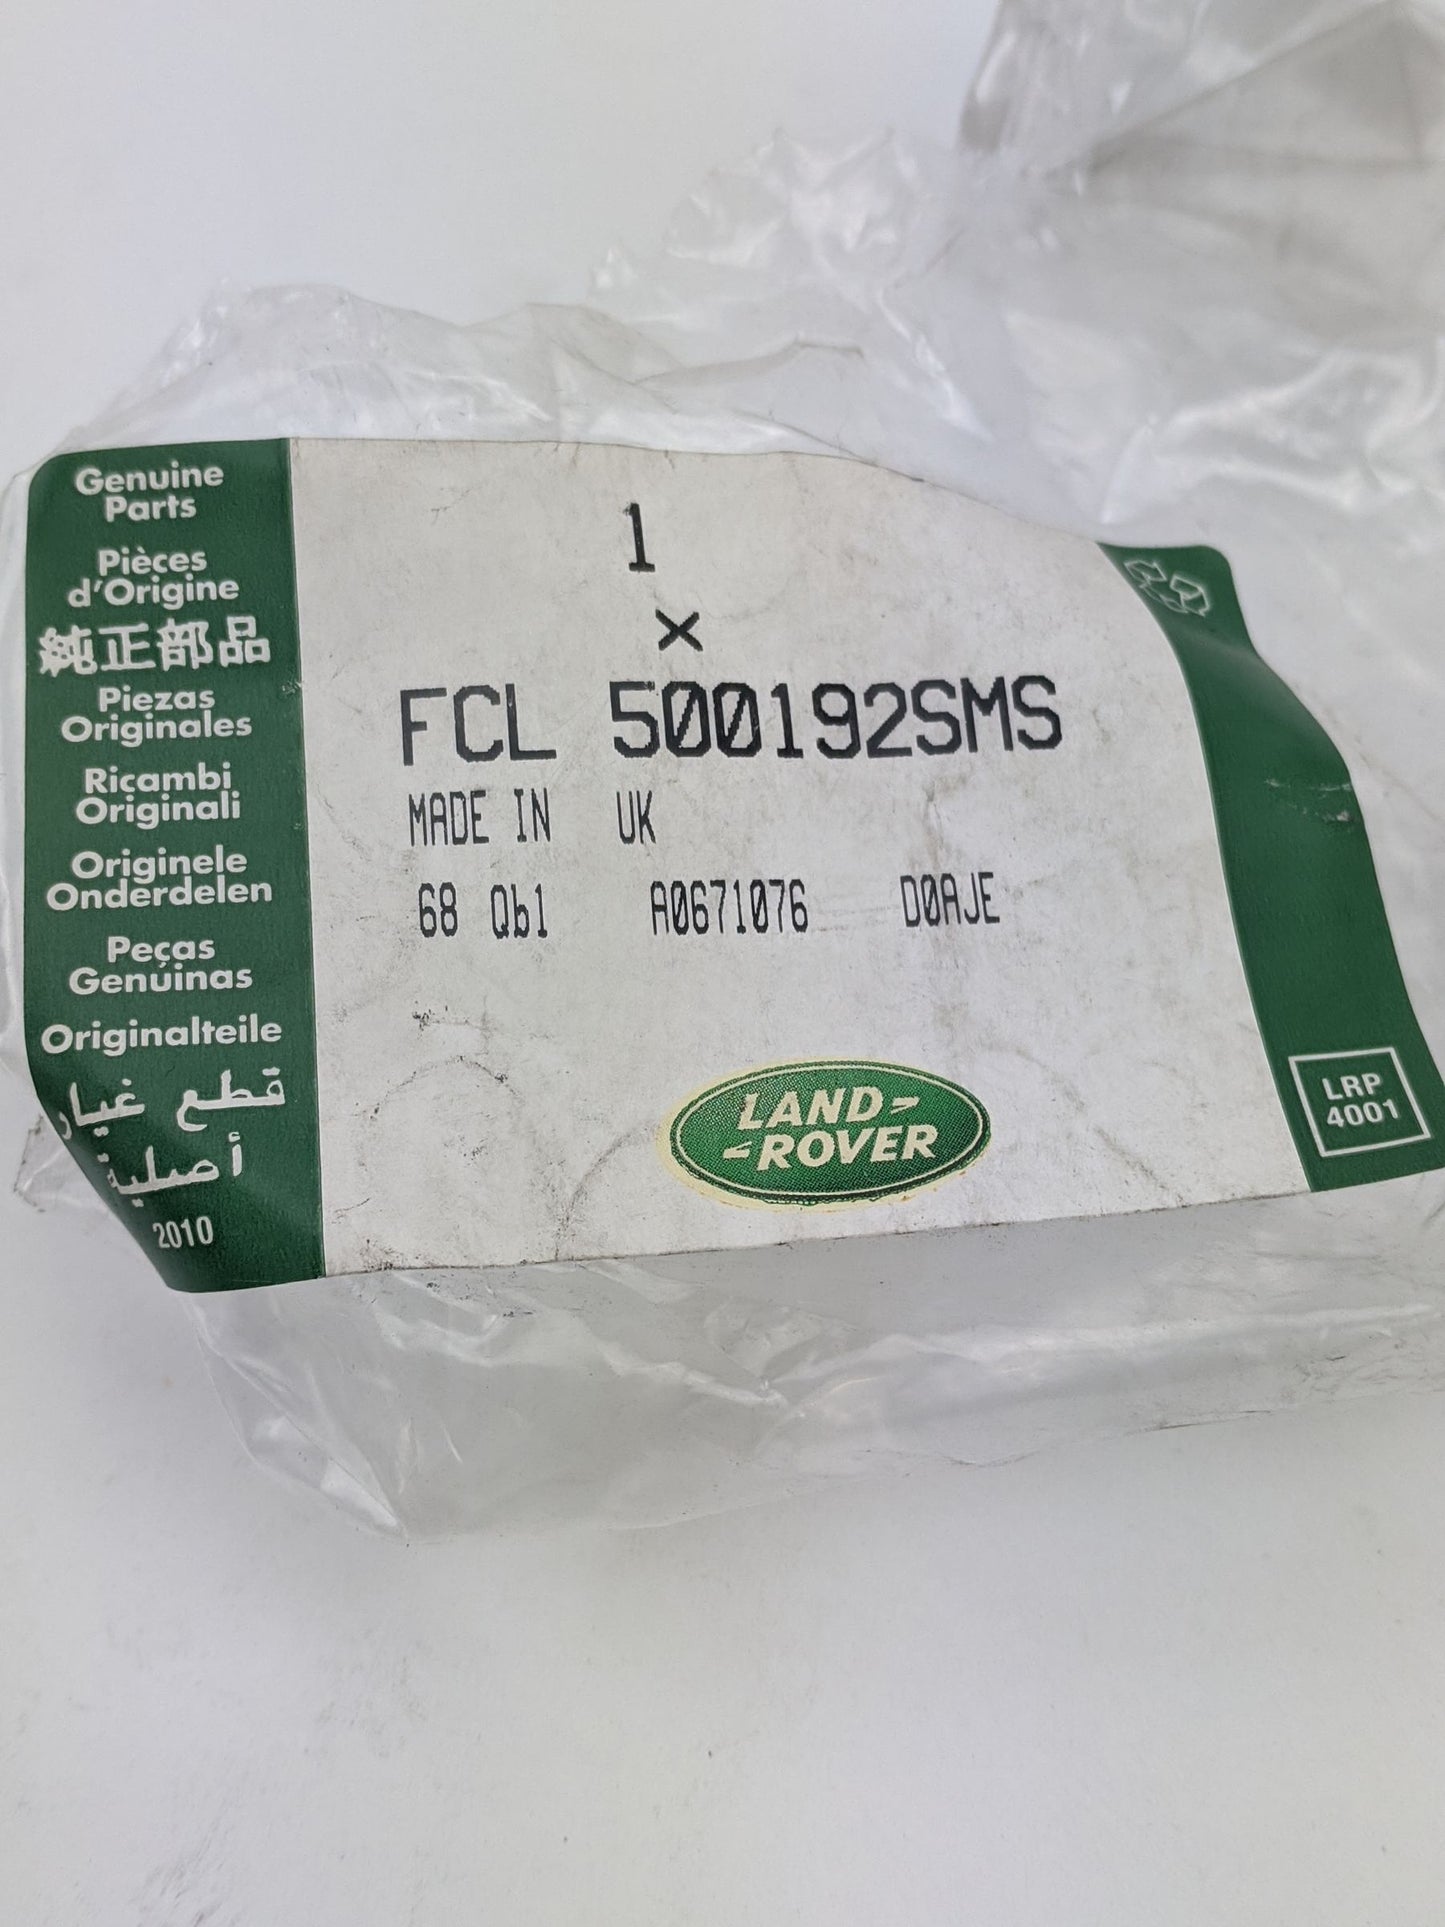 Genuine
Parts
Pièces
d'Origine
純正部品
Piezas
Originales
Ricambi
Originali
Originele
Onderdelen
Peças
Genúinas
Originalteile
قطع غيار
أصلية
2010
1
×
FCL 500192SMS
MADE IN UK
68 Qb1 A0671076 D0AJE
LAND-
-ROVER
LRP
4001